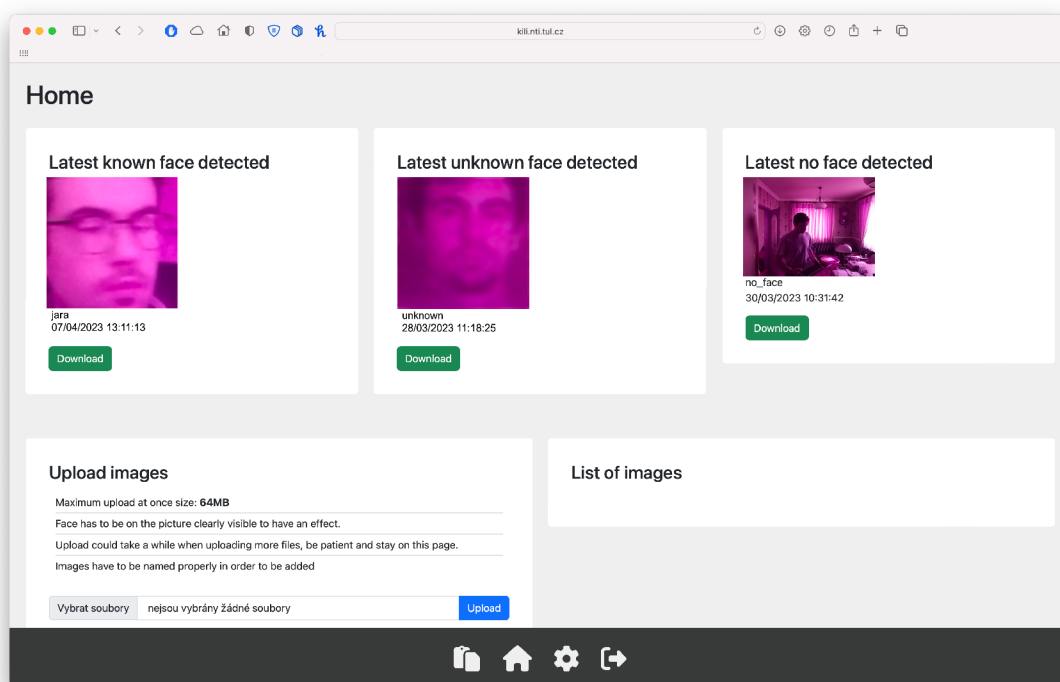 kili.nti.tul.cz
Home
Latest known face detected
jara
07/04/2023 13:11:13
Download
Latest unknown face detected
unknown
28/03/2023 11:18:25
Download
Latest no face detected
no_face
30/03/2023 10:31:42
Download
Upload images
Maximum upload at once size: 64MB
Face has to be on the picture clearly visible to have an effect.
Upload could take a while when uploading more files, be patient and stay on this page.
Images have to be named properly in order to be added
Vybrat soubory nejsou vybrány žádné soubory Upload
List of images